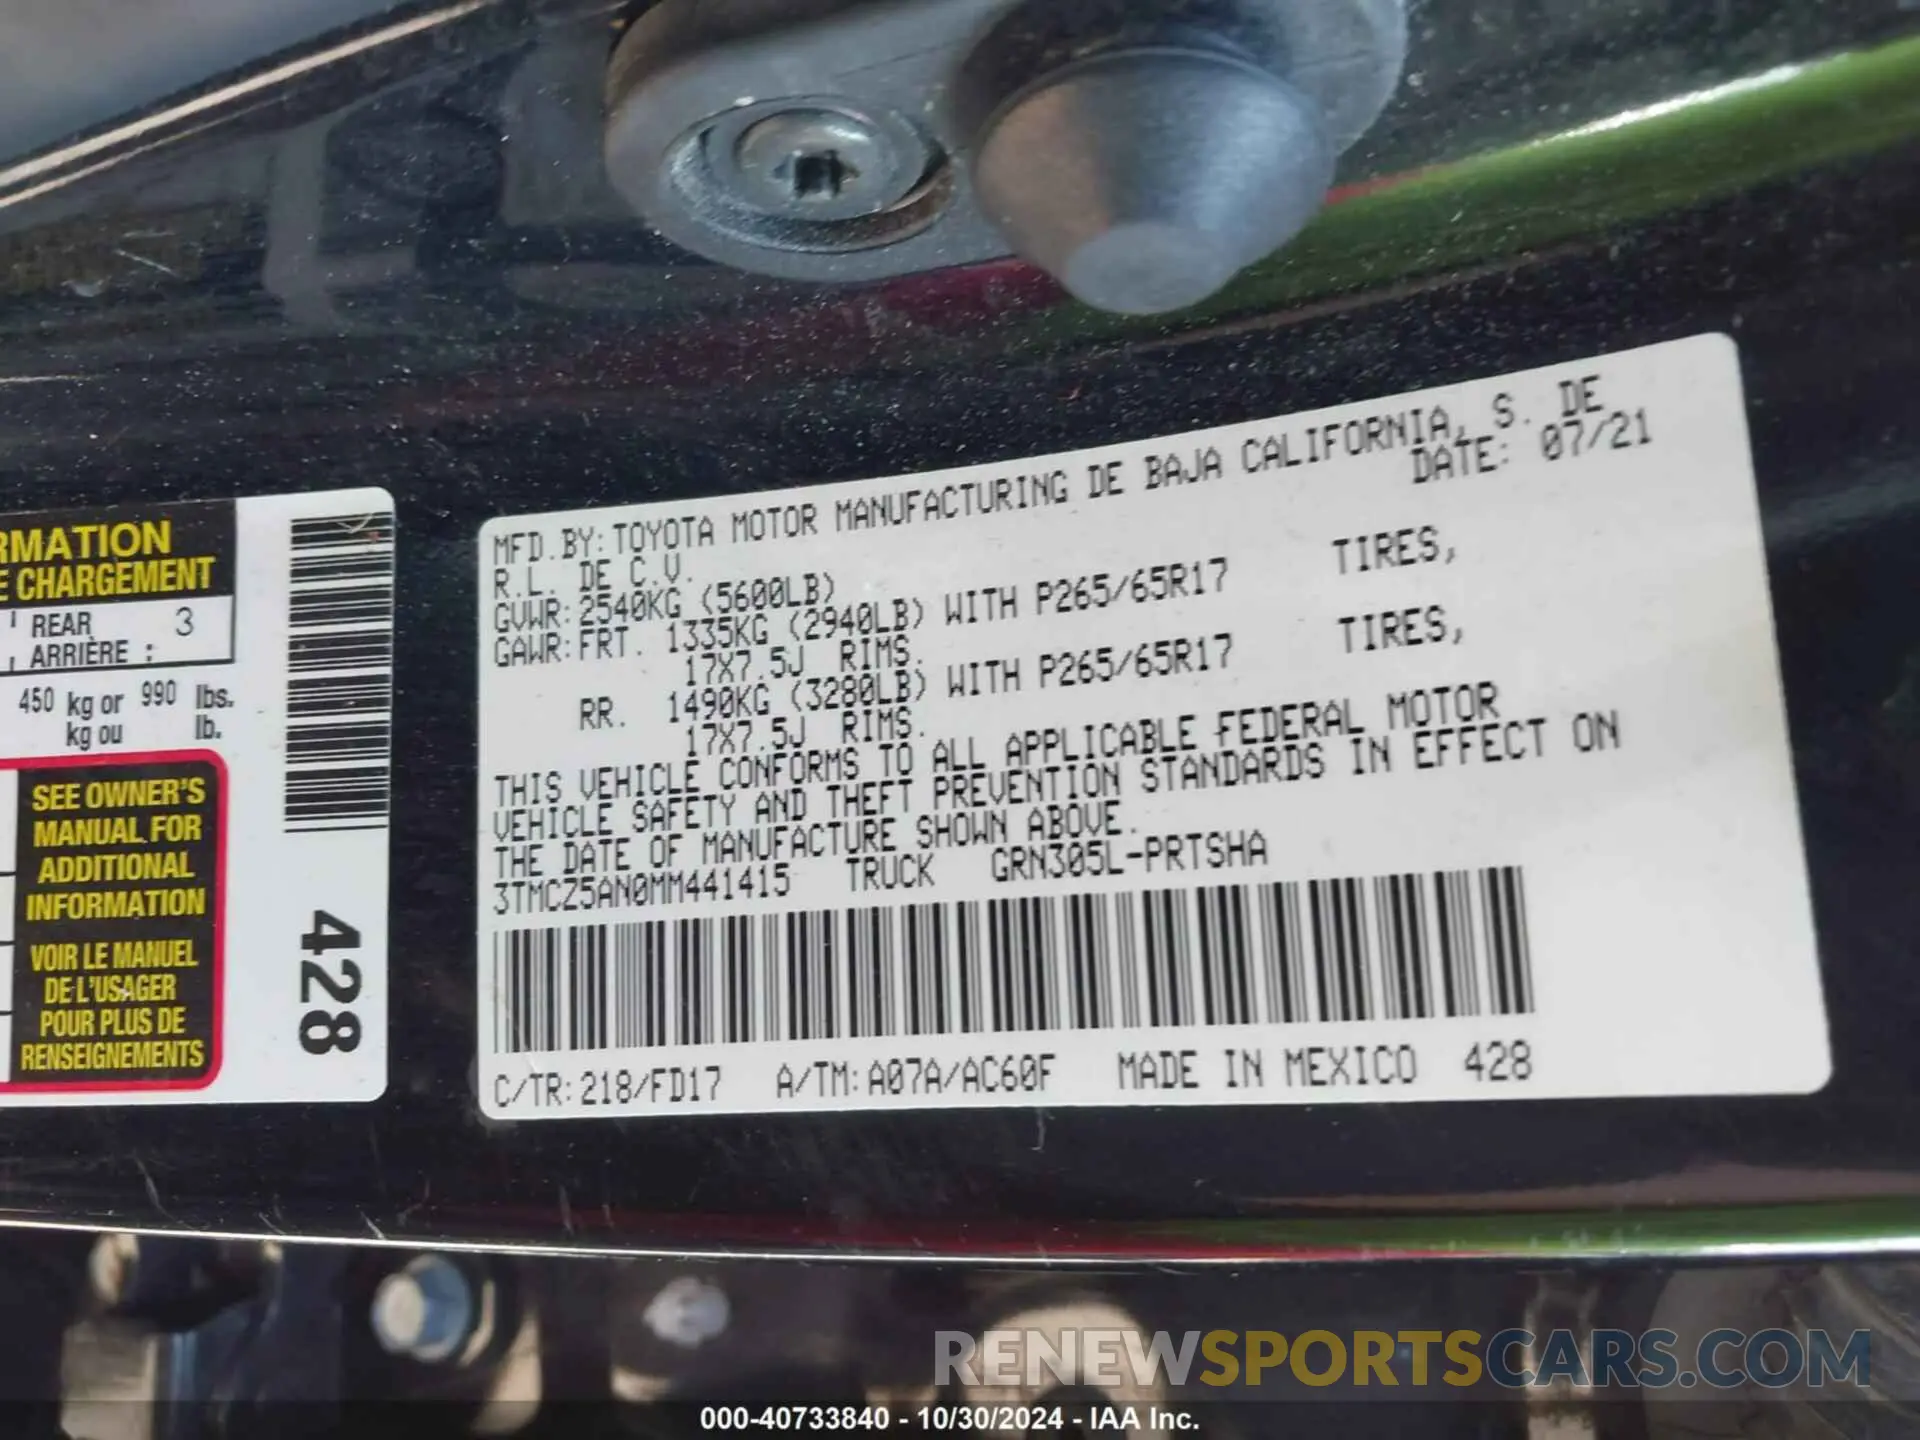 RMATION
E CHARGEMENT
REAR 3
ARRIÈRE :
450 kg or 990 lbs.
kg ou lb.
SEE OWNER'S
MANUAL FOR
ADDITIONAL
INFORMATION
VOIR LE MANUEL
DE L'USAGER
POUR PLUS DE
RENSEIGNEMENTS
428
MFD.BY:TOYOTA MOTOR MANUFACTURING DE BAJA CALIFORNIA, S. DE
R.L. DE C.V. DATE: 07/21
GVWR:2540KG (5600LB)
GAWR:FRT. 1335KG (2940LB) WITH P265/65R17 TIRES,
17X7.5J RIMS.
RR. 1490KG (3280LB) WITH P265/65R17 TIRES,
17X7.5J RIMS.
THIS VEHICLE CONFORMS TO ALL APPLICABLE FEDERAL MOTOR
VEHICLE SAFETY AND THEFT PREVENTION STANDARDS IN EFFECT ON
THE DATE OF MANUFACTURE SHOWN ABOVE.
3TMCZ5AN0MM441415 TRUCK GRN305L-PRTSHA
C/TR:218/FD17 A/TM:A07A/AC60F MADE IN MEXICO 428
RENEWSPORTSCARS.COM
000-40733840 - 10/30/2024 - IAA Inc.